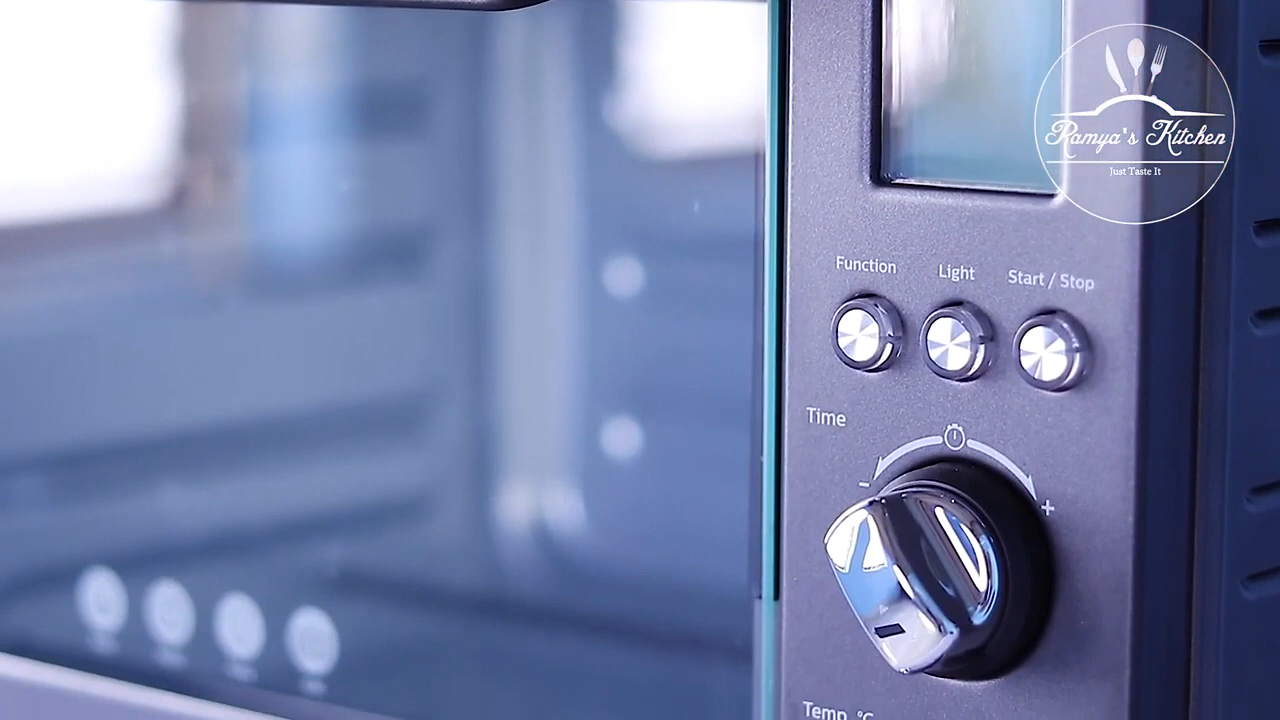 Ramya's Kitchen
Just Taste It
Function Light Start / Stop
Time
- +
Temp °C